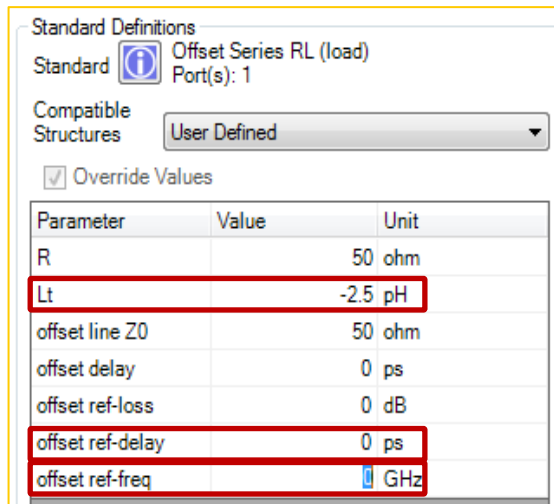 Standard Definitions
Standard Offset Series RL (load)
Port(s): 1
Compatible
Structures User Defined
Override Values
Parameter Value Unit
R 50 ohm
Lt -2.5 pH
offset line Z0 50 ohm
offset delay 0 ps
offset ref-loss 0 dB
offset ref-delay 0 ps
offset ref-freq 0 GHz